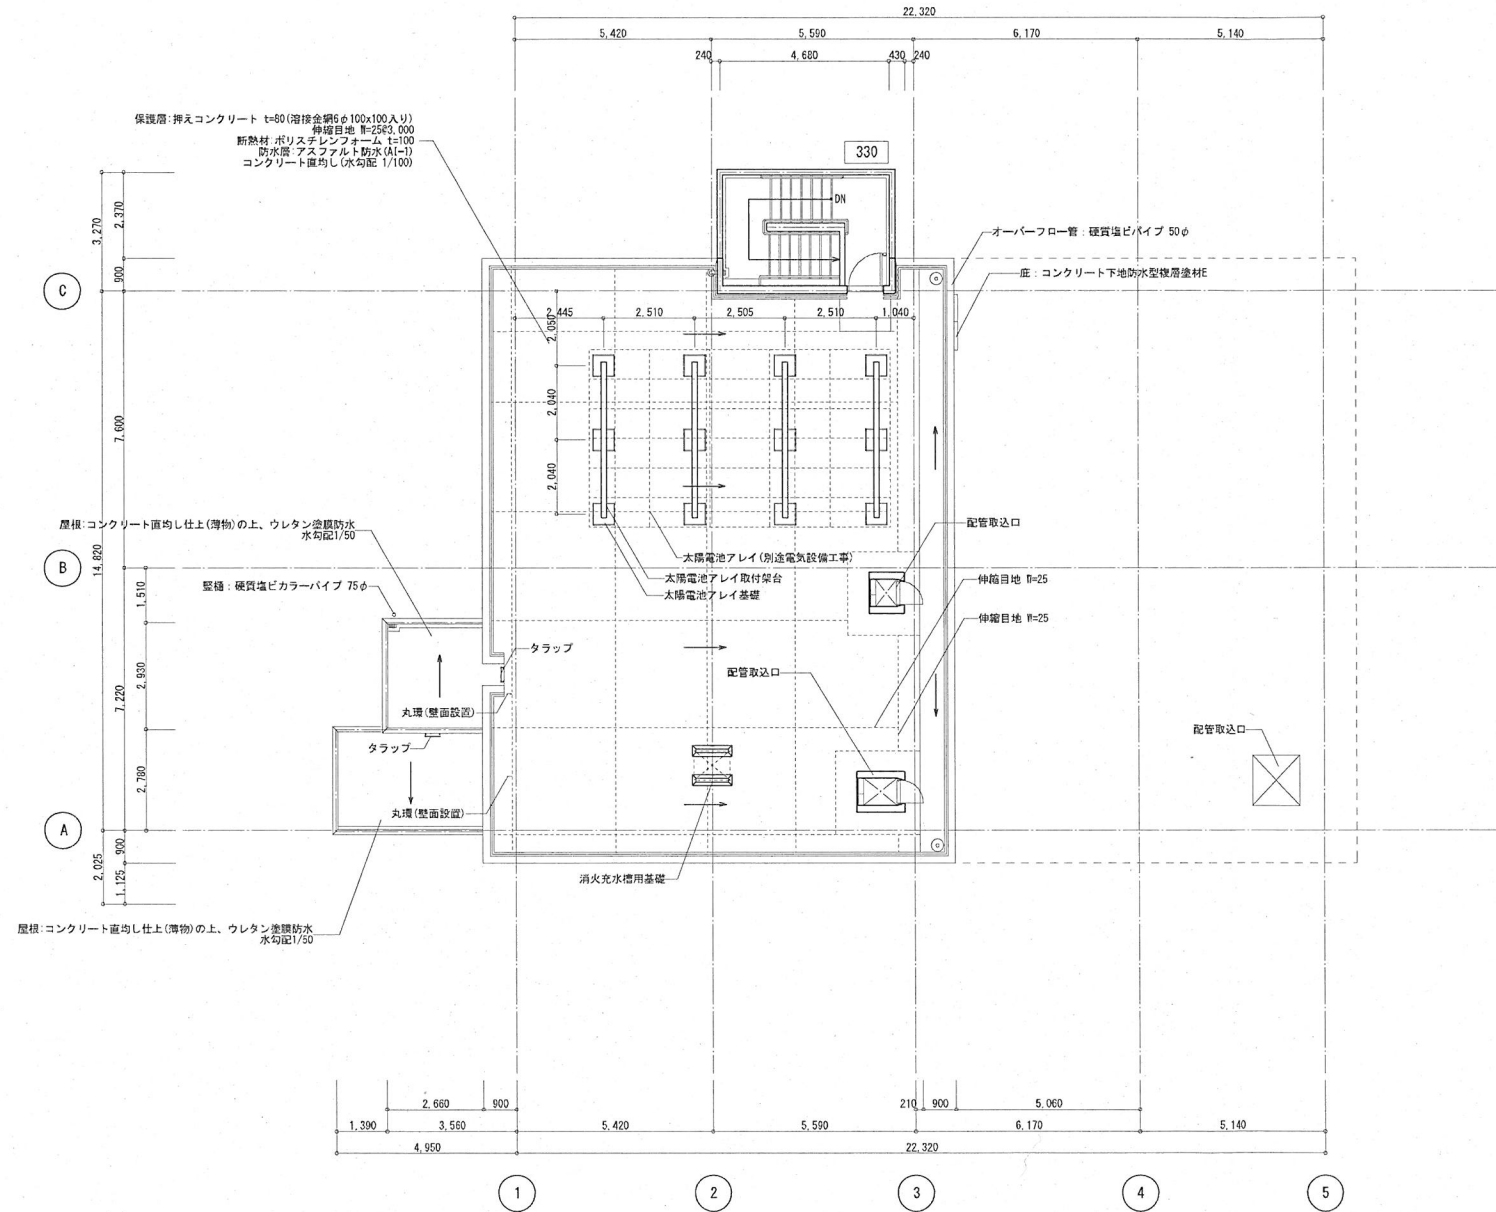 22,320
5,420
5,590
6,170
5,140
240
4,680
430
240
保護層:押えコンクリート t=80(溶接金網6φ100x100入り)
伸縮目地 W=25@3,000
断熱材:ポリスチレンフォーム t=100
防水層:アスファルト防水(AI-1)
コンクリート直均し(水勾配 1/100)
330
DN
オーバーフロー管:硬質塩ビパイプ 50φ
庇:コンクリート下地防水型複層塗材E
3,270
2,370
900
C
2,445
2,510
2,505
2,510
1,040
2,050
2,040
2,040
7,600
14,820
屋根:コンクリート直均し仕上(薄物)の上、ウレタン塗膜防水
水勾配1/50
配管取込口
太陽電池アレイ(別途電気設備工事)
太陽電池アレイ取付架台
太陽電池アレイ基礎
B
竪樋:硬質塩ビカラーパイプ 75φ
伸縮目地 W=25
伸縮目地 W=25
1,510
2,930
7,220
2,780
タラップ
配管取込口
丸環(壁面設置)
タラップ
配管取込口
丸環(壁面設置)
A
900
2,025
1,125
消火充水槽用基礎
屋根:コンクリート直均し仕上(薄物)の上、ウレタン塗膜防水
水勾配1/50
2,660
900
210
900
5,060
1,390
3,560
5,420
5,590
6,170
5,140
4,950
22,320
1
2
3
4
5